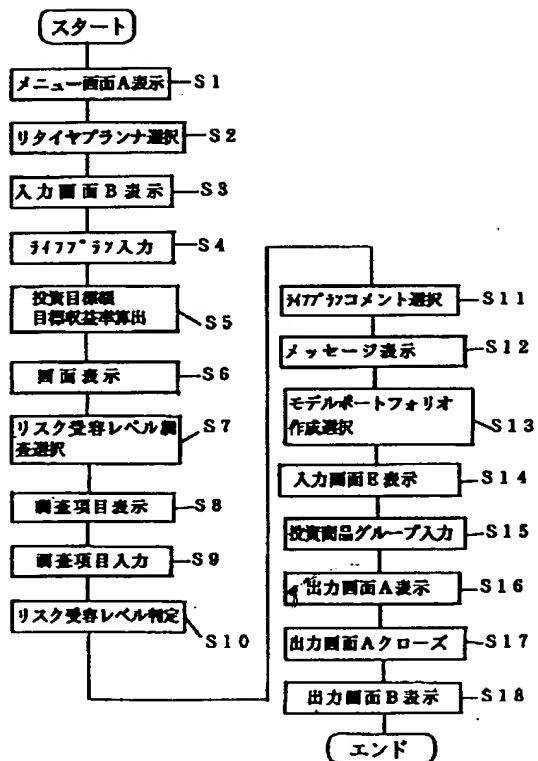 スタート
メニュー画面A表示 S1
リタイヤプランナ選択 S2
入力画面B表示 S3
ﾗｲﾌﾌﾟﾗﾝ入力 S4
投資目標額
目標収益率算出 S5
画面表示 S6
リスク受容レベル調
査選択 S7
調査項目表示 S8
調査項目入力 S9
リスク受容レベル判定 S10
ﾗｲﾌﾌﾟﾗﾝコメント選択 S11
メッセージ表示 S12
モデルポートフォリオ
作成選択 S13
入力画面E表示 S14
投資商品グループ入力 S15
出力画面A表示 S16
出力画面Aクローズ S17
出力画面B表示 S18
エンド